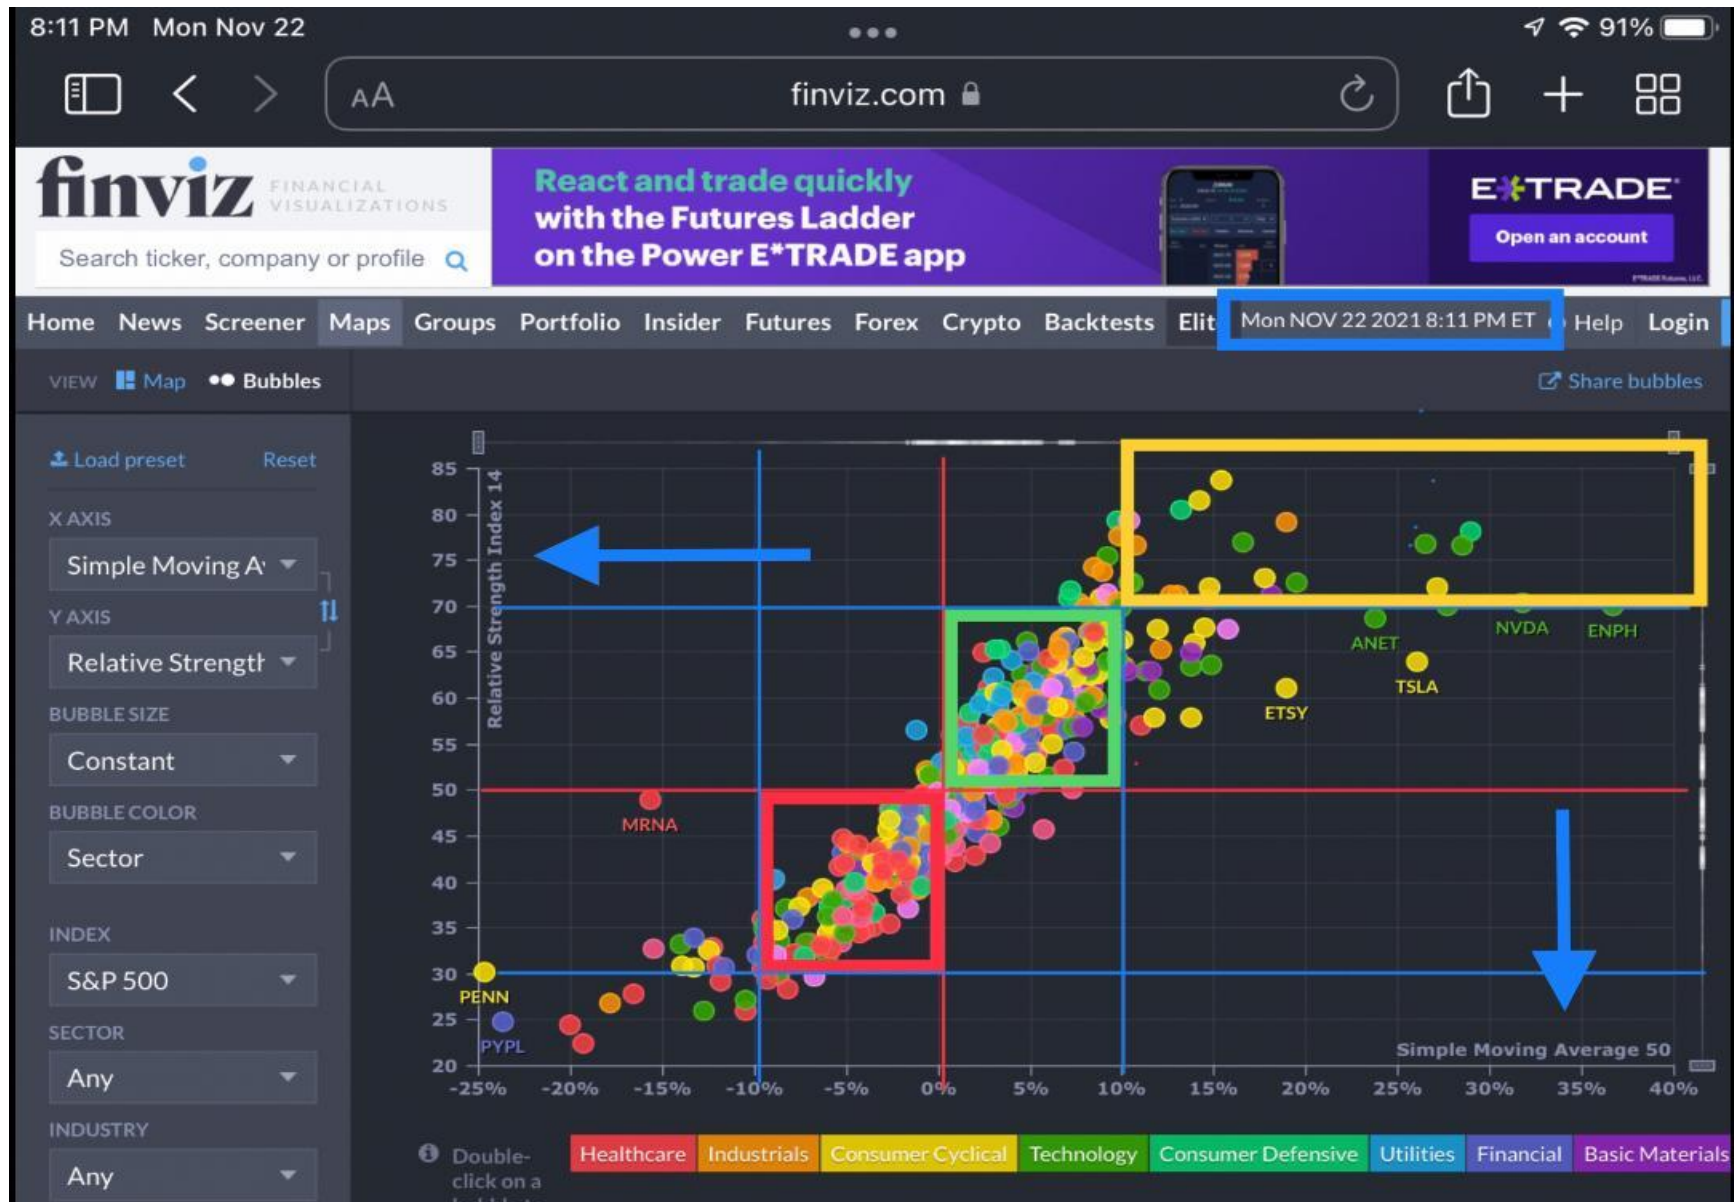 8:11 PM Mon Nov 22
91%
AA
finviz.com
finviz FINANCIAL
VISUALIZATIONS
Search ticker, company or profile
React and trade quickly
with the Futures Ladder
on the Power E*TRADE app
E*TRADE
Open an account
Home News Screener Maps Groups Portfolio Insider Futures Forex Crypto Backtests Elit Mon NOV 22 2021 8:11 PM ET Help Login
VIEW Map Bubbles
Share bubbles
Load preset Reset
X AXIS
Simple Moving A
Y AXIS
Relative Strengt
BUBBLE SIZE
Constant
BUBBLE COLOR
Sector
INDEX
S&P 500
SECTOR
Any
INDUSTRY
Any
Relative Strength Index 14
85
80
75
70
65
60
55
50
45
40
35
30
25
20
ANET
NVDA
ENPH
TSLA
ETSY
MRNA
PENN
PYPL
Simple Moving Average 50
-25% -20% -15% -10% -5% 0% 5% 10% 15% 20% 25% 30% 35% 40%
Double-
click on a
Healthcare Industrials Consumer Cyclical Technology Consumer Defensive Utilities Financial Basic Materials